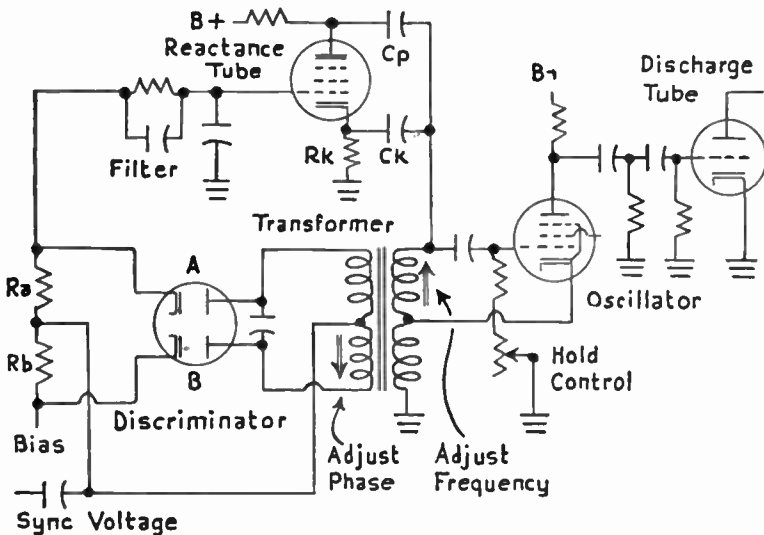 B+
Reactance
Tube
Cp
B+
Discharge
Tube
Filter
Rk
Ck
Transformer
Oscillator
Ra
A
Rb
B
Hold
Control
Discriminator
Bias
Adjust
Phase
Adjust
Frequency
Sync Voltage